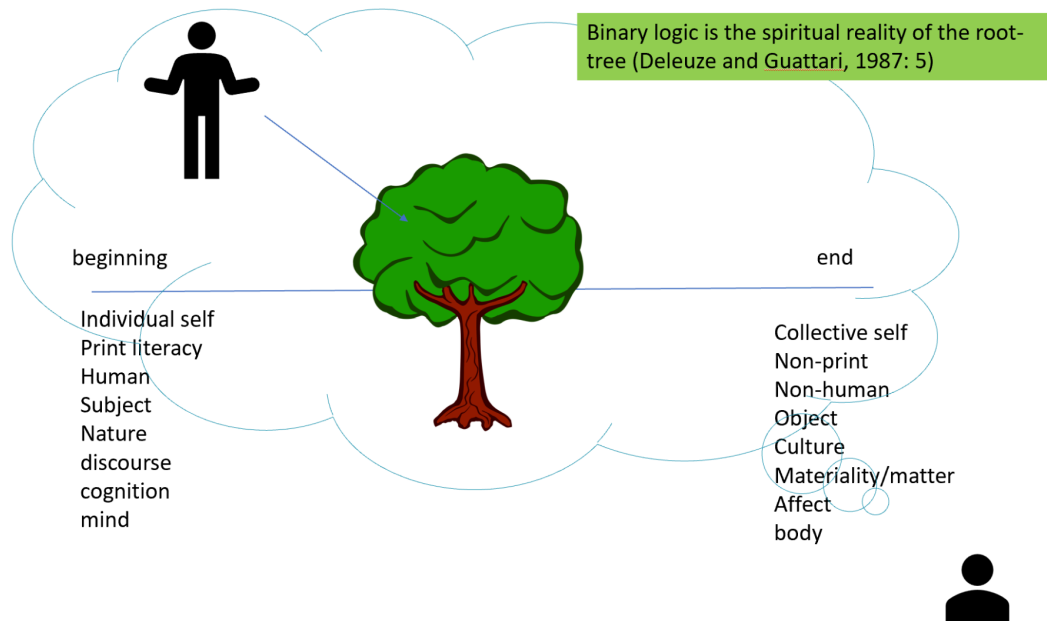 Binary logic is the spiritual reality of the root-
tree (Deleuze and Guattari, 1987: 5)
beginning
end
Individual self
Print literacy
Human
Subject
Nature
discourse
cognition
mind
Collective self
Non-print
Non-human
Object
Culture
Materiality/matter
Affect
body